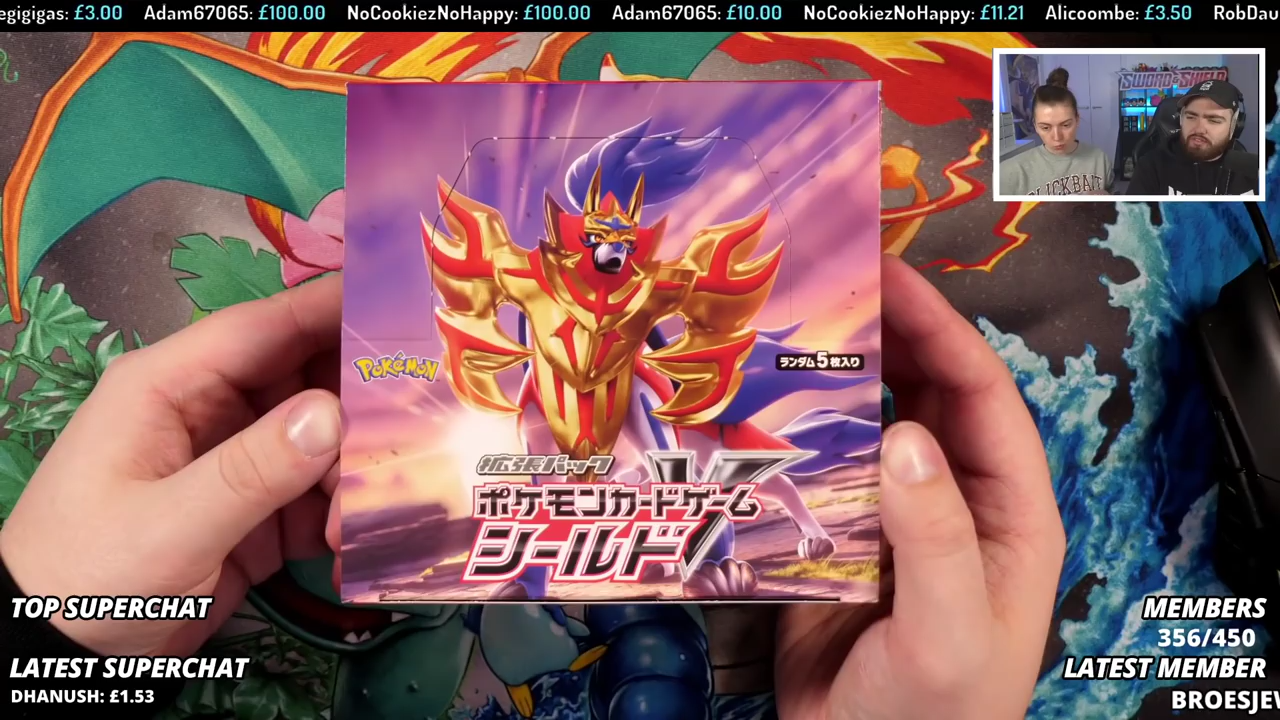 egigigas: £3.00 Adam67065: £100.00 NoCookiezNoHappy: £100.00 Adam67065: £10.00 NoCookiezNoHappy: £11.21 Alicoombe: £3.50 RobDau
SWORD & SHIELD
CLICKBAIT
POKéMON
ランダム5枚入り
拡張パック
ポケモンカードゲーム
シールド V
TOP SUPERCHAT
LATEST SUPERCHAT
DHANUSH: £1.53
MEMBERS
356/450
LATEST MEMBER
BROESJEV